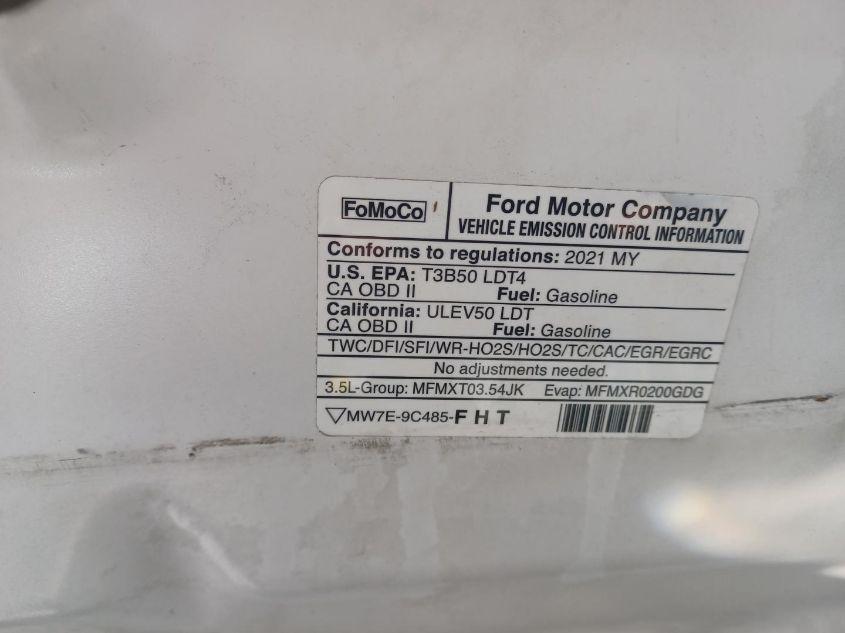 FoMoCo
Ford Motor Company
VEHICLE EMISSION CONTROL INFORMATION
Conforms to regulations: 2021 MY
U.S. EPA: T3B50 LDT4
CA OBD II Fuel: Gasoline
California: ULEV50 LDT
CA OBD II Fuel: Gasoline
TWC/DFI/SFI/WR-HO2S/HO2S/TC/CAC/EGR/EGRC
No adjustments needed.
3.5L-Group: MFMXT03.54JK Evap: MFMXR0200GDG
MW7E-9C485-F H T